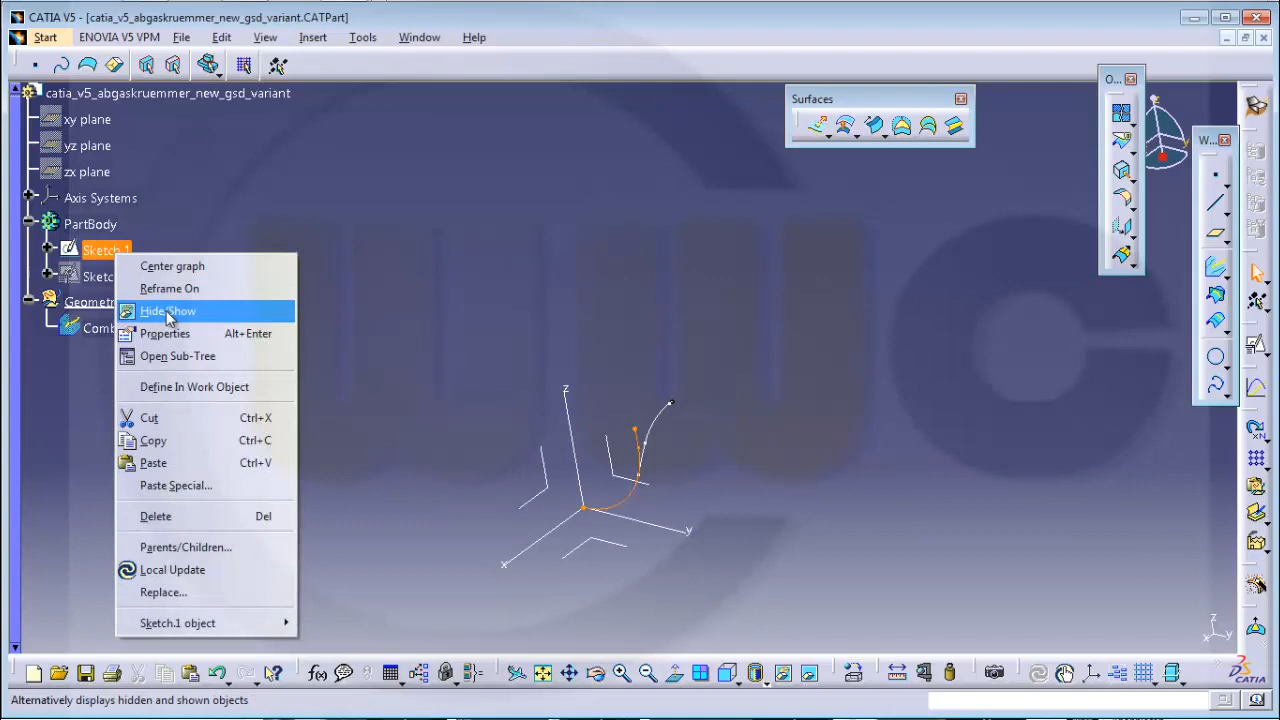 CATIA V5 - [catia_v5_abgaskruemmer_new_gsd_variant.CATPart]
Start ENOVIA V5 VPM File Edit View Insert Tools Window Help
catia_v5_abgaskruemmer_new_gsd_variant
xy plane
yz plane
zx plane
Axis Systems
PartBody
Sketch.1
Sketc
Geometr
Comb
Center graph
Reframe On
Hide/Show
Properties Alt+Enter
Open Sub-Tree
Define In Work Object
Cut Ctrl+X
Copy Ctrl+C
Paste Ctrl+V
Paste Special...
Delete Del
Parents/Children...
Local Update
Replace...
Sketch.1 object
Surfaces
O...
W...
z
y
x
z
x y
f(x)
CATIA
Alternatively displays hidden and shown objects